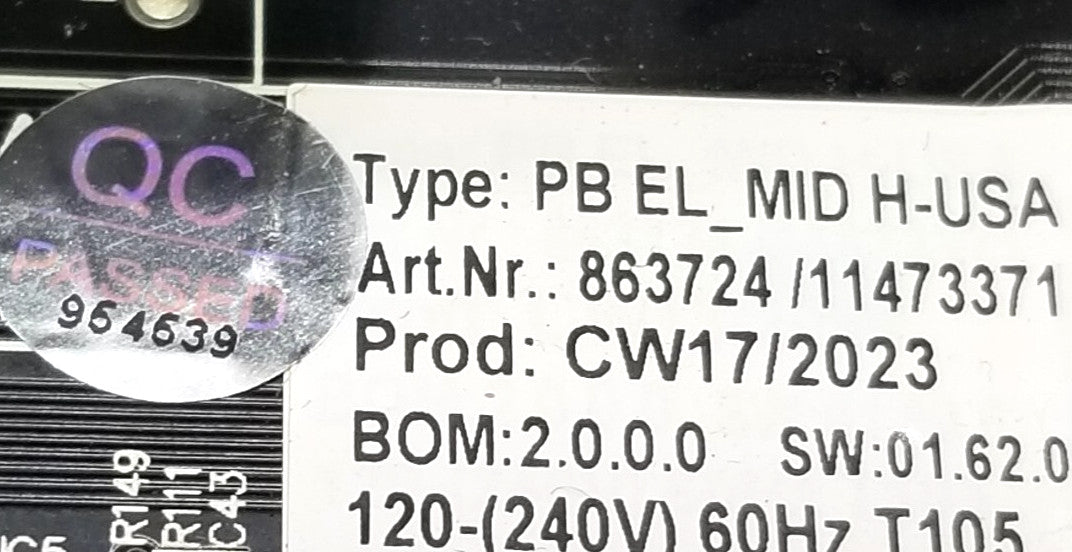 QC
PASSED
954639
Type: PB EL_MID H-USA
Art.Nr.: 863724 /11473371
Prod: CW17/2023
BOM:2.0.0.0 SW:01.62.0
120-(240V) 60Hz T105
R149
R111
C43